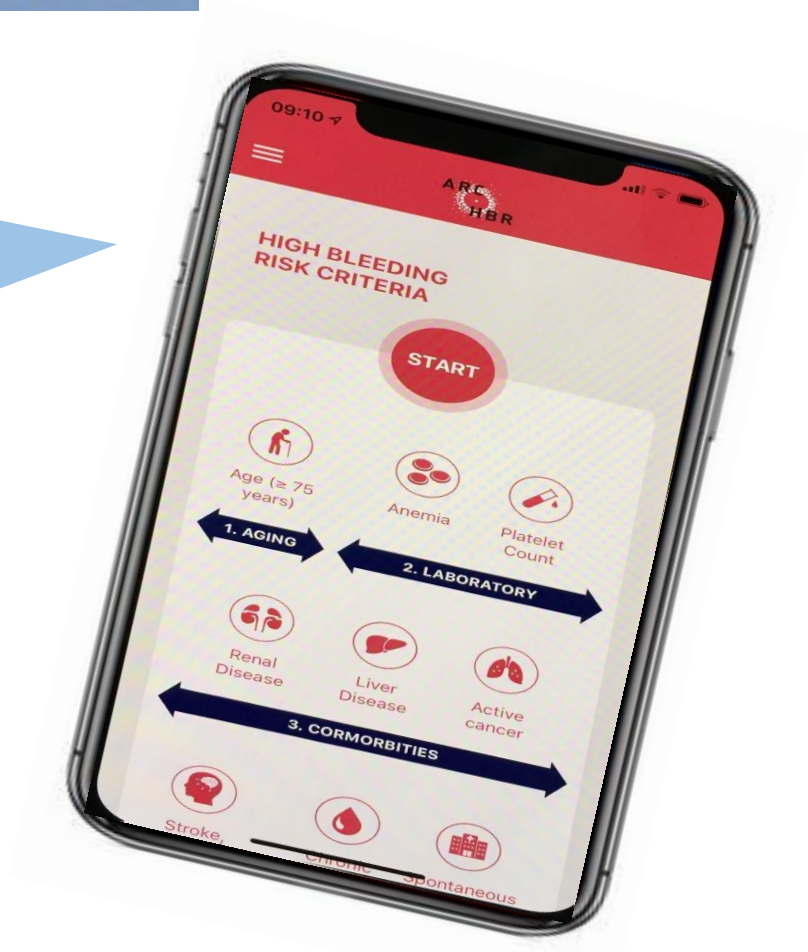 09:10
ARC
HBR
HIGH BLEEDING
RISK CRITERIA
START
Age (≥ 75
years)
Anemia
Platelet
Count
1. AGING
2. LABORATORY
Renal
Disease
Liver
Disease
Active
cancer
3. CORMORBITIES
Stroke,
Chronic
Spontaneous